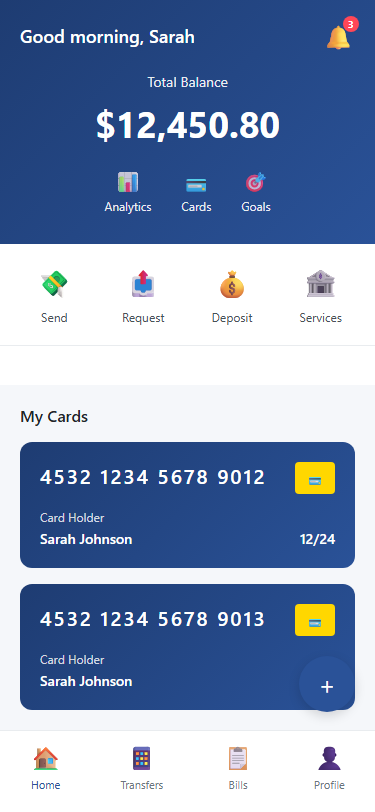 Good morning, Sarah
3
Total Balance
$12,450.80
Analytics Cards Goals
Send Request Deposit Services
My Cards
4532 1234 5678 9012
Card Holder
Sarah Johnson 12/24
4532 1234 5678 9013
Card Holder
Sarah Johnson
+
Home Transfers Bills Profile